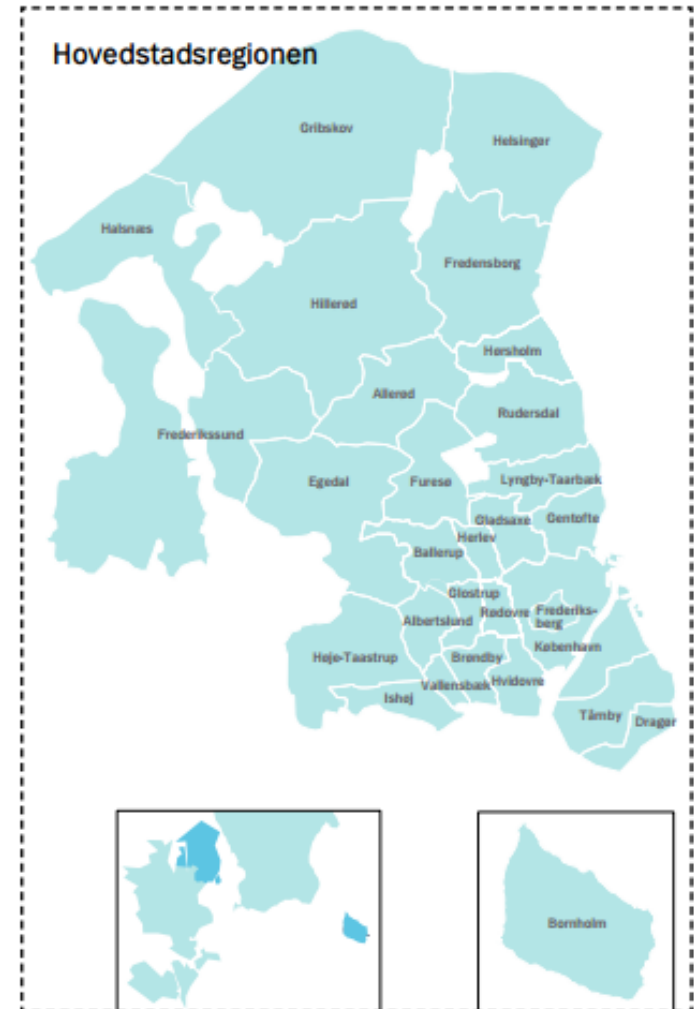 Hovedstadsregionen
Gribskov
Helsingør
Halsnæs
Fredensborg
Hillerød
Hørsholm
Allerød
Rudersdal
Frederikssund
Egedal
Furesø
Lyngby-Taarbæk
Gladsaxe
Gentofte
Herlev
Ballerup
Glostrup
Albertslund
Rødovre
Frederiks-
berg
København
Høje-Taastrup
Brøndby
Vallensbæk
Hvidovre
Ishøj
Tårnby
Dragør
Bornholm